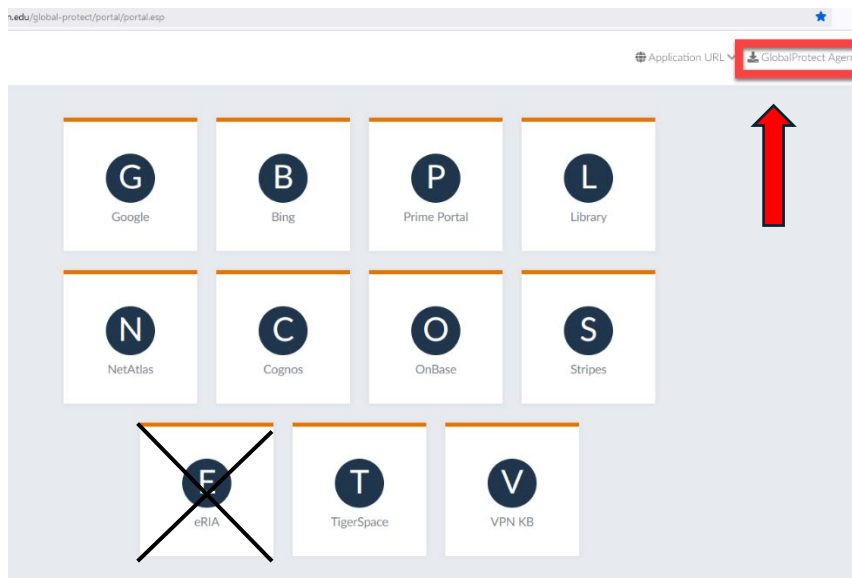 n.edu/global-protect/portal/portal.esp
Application URL GlobalProtect Agen
G B P L
Google Bing Prime Portal Library
N C O S
NetAtlas Cognos OnBase Stripes
E T V
eRIA TigerSpace VPN KB